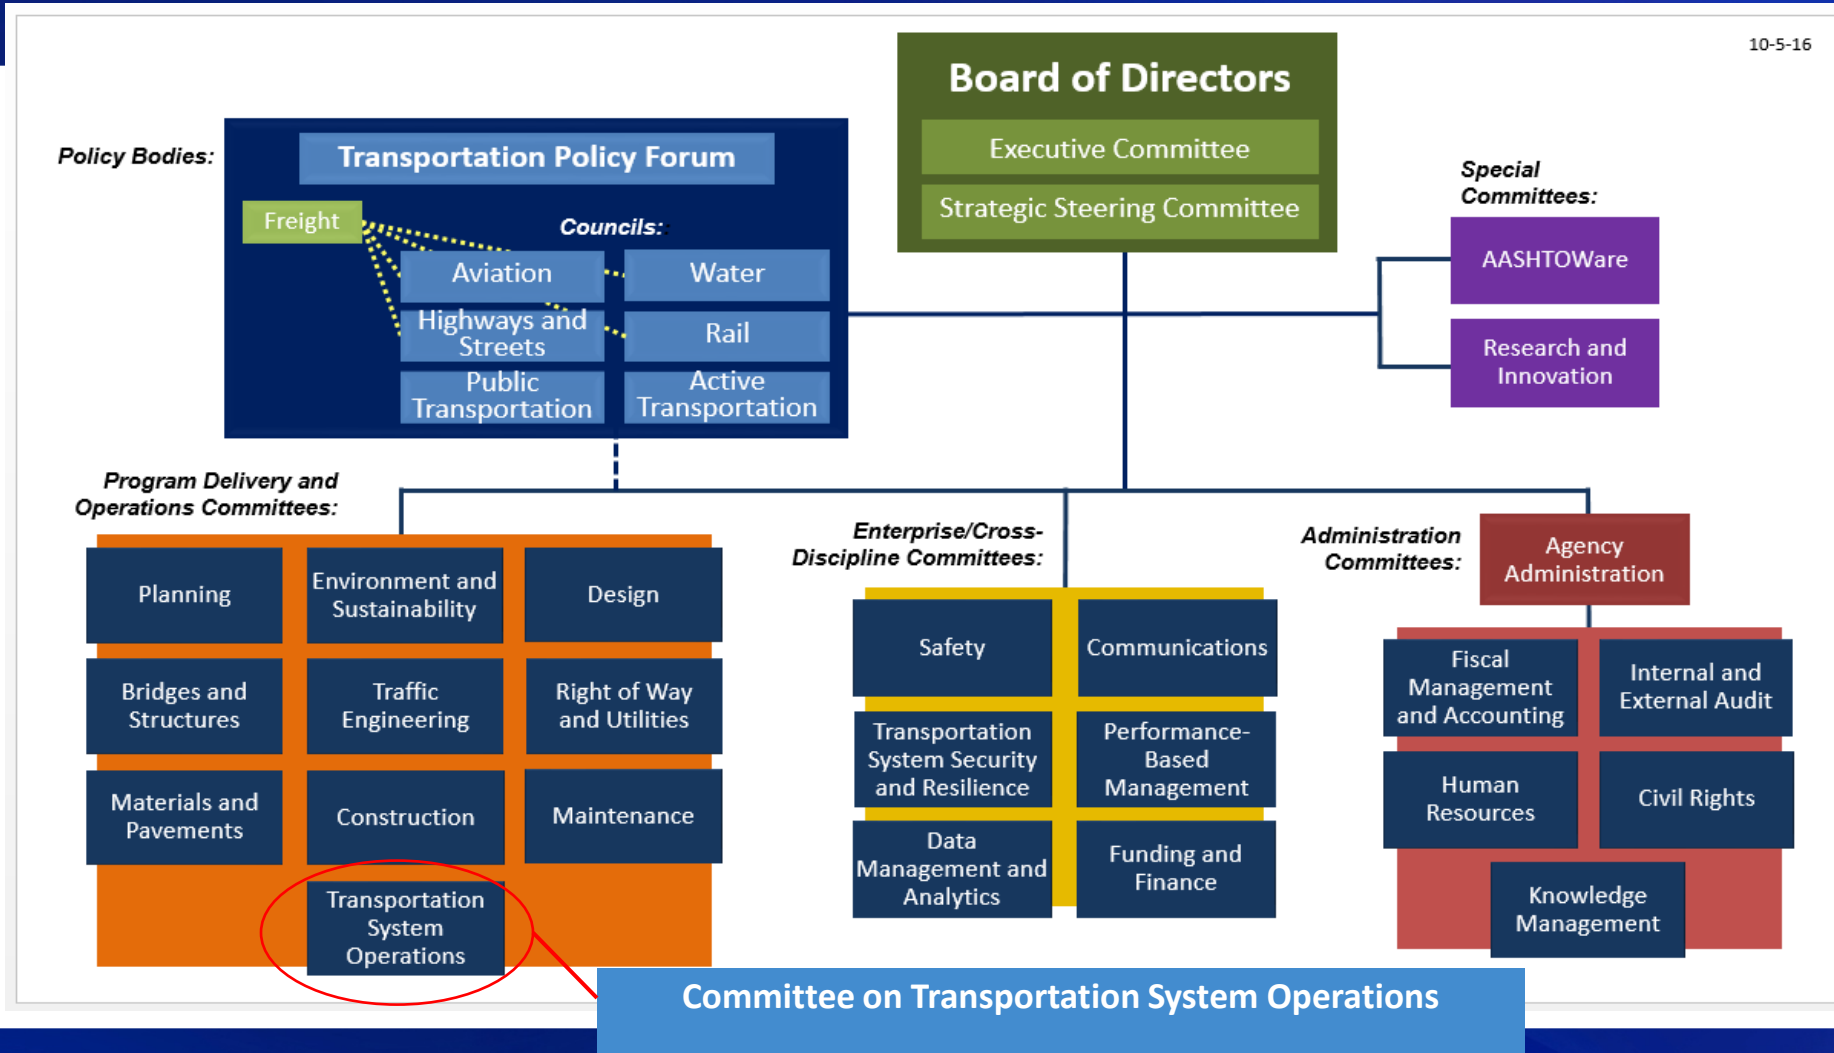 10-5-16
Board of Directors
Executive Committee
Strategic Steering Committee
Policy Bodies:
Transportation Policy Forum
Freight
Councils:
Aviation
Water
Highways and
Streets
Rail
Public
Transportation
Active
Transportation
Special
Committees:
AASHTOWare
Research and
Innovation
Program Delivery and
Operations Committees:
Planning
Environment and
Sustainability
Design
Bridges and
Structures
Traffic
Engineering
Right of Way
and Utilities
Materials and
Pavements
Construction
Maintenance
Transportation
System
Operations
Enterprise/Cross-
Discipline Committees:
Safety
Communications
Transportation
System Security
and Resilience
Performance-
Based
Management
Data
Management and
Analytics
Funding and
Finance
Administration
Committees:
Agency
Administration
Fiscal
Management
and Accounting
Internal and
External Audit
Human
Resources
Civil Rights
Knowledge
Management
Committee on Transportation System Operations